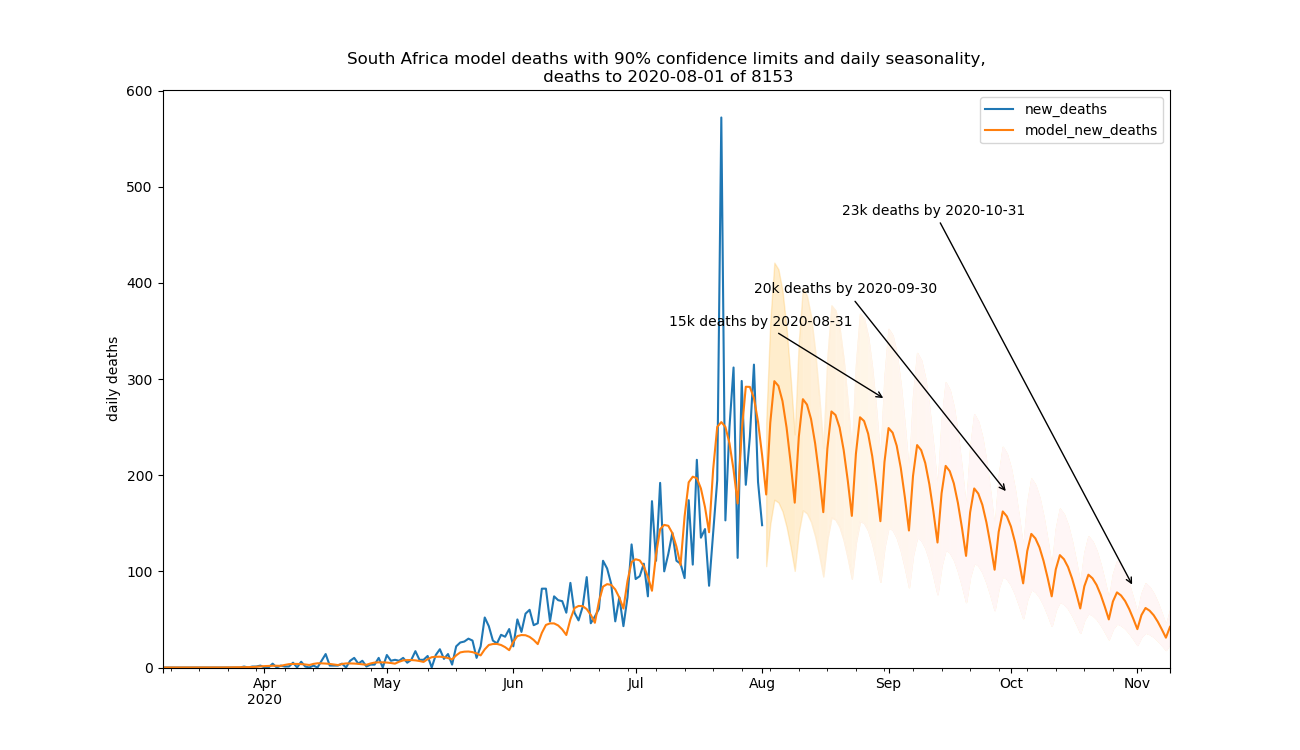 South Africa model deaths with 90% confidence limits and daily seasonality,
deaths to 2020-08-01 of 8153
new_deaths
model_new_deaths
600
500
400
300
200
100
0
daily deaths
23k deaths by 2020-10-31
20k deaths by 2020-09-30
15k deaths by 2020-08-31
Apr
2020
May
Jun
Jul
Aug
Sep
Oct
Nov